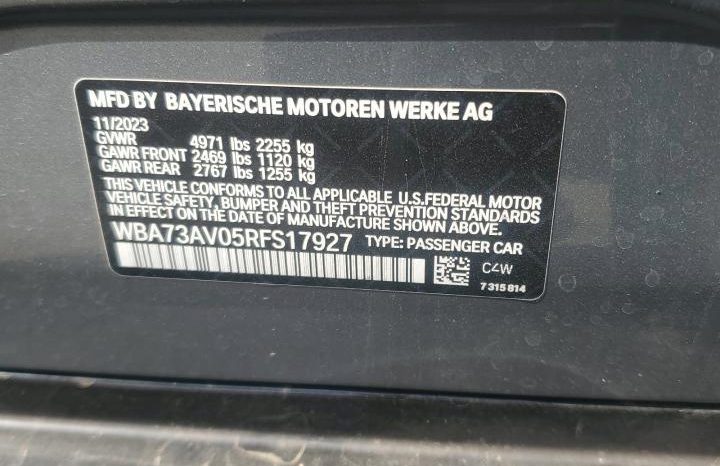 MFD BY BAYERISCHE MOTOREN WERKE AG
11/2023
GVWR 4971 lbs 2255 kg
GAWR FRONT 2469 lbs 1120 kg
GAWR REAR 2767 lbs 1255 kg
THIS VEHICLE CONFORMS TO ALL APPLICABLE U.S.FEDERAL MOTOR
VEHICLE SAFETY, BUMPER AND THEFT PREVENTION STANDARDS
IN EFFECT ON THE DATE OF MANUFACTURE SHOWN ABOVE.
WBA73AV05RFS17927 TYPE: PASSENGER CAR
C4W
7 315 814